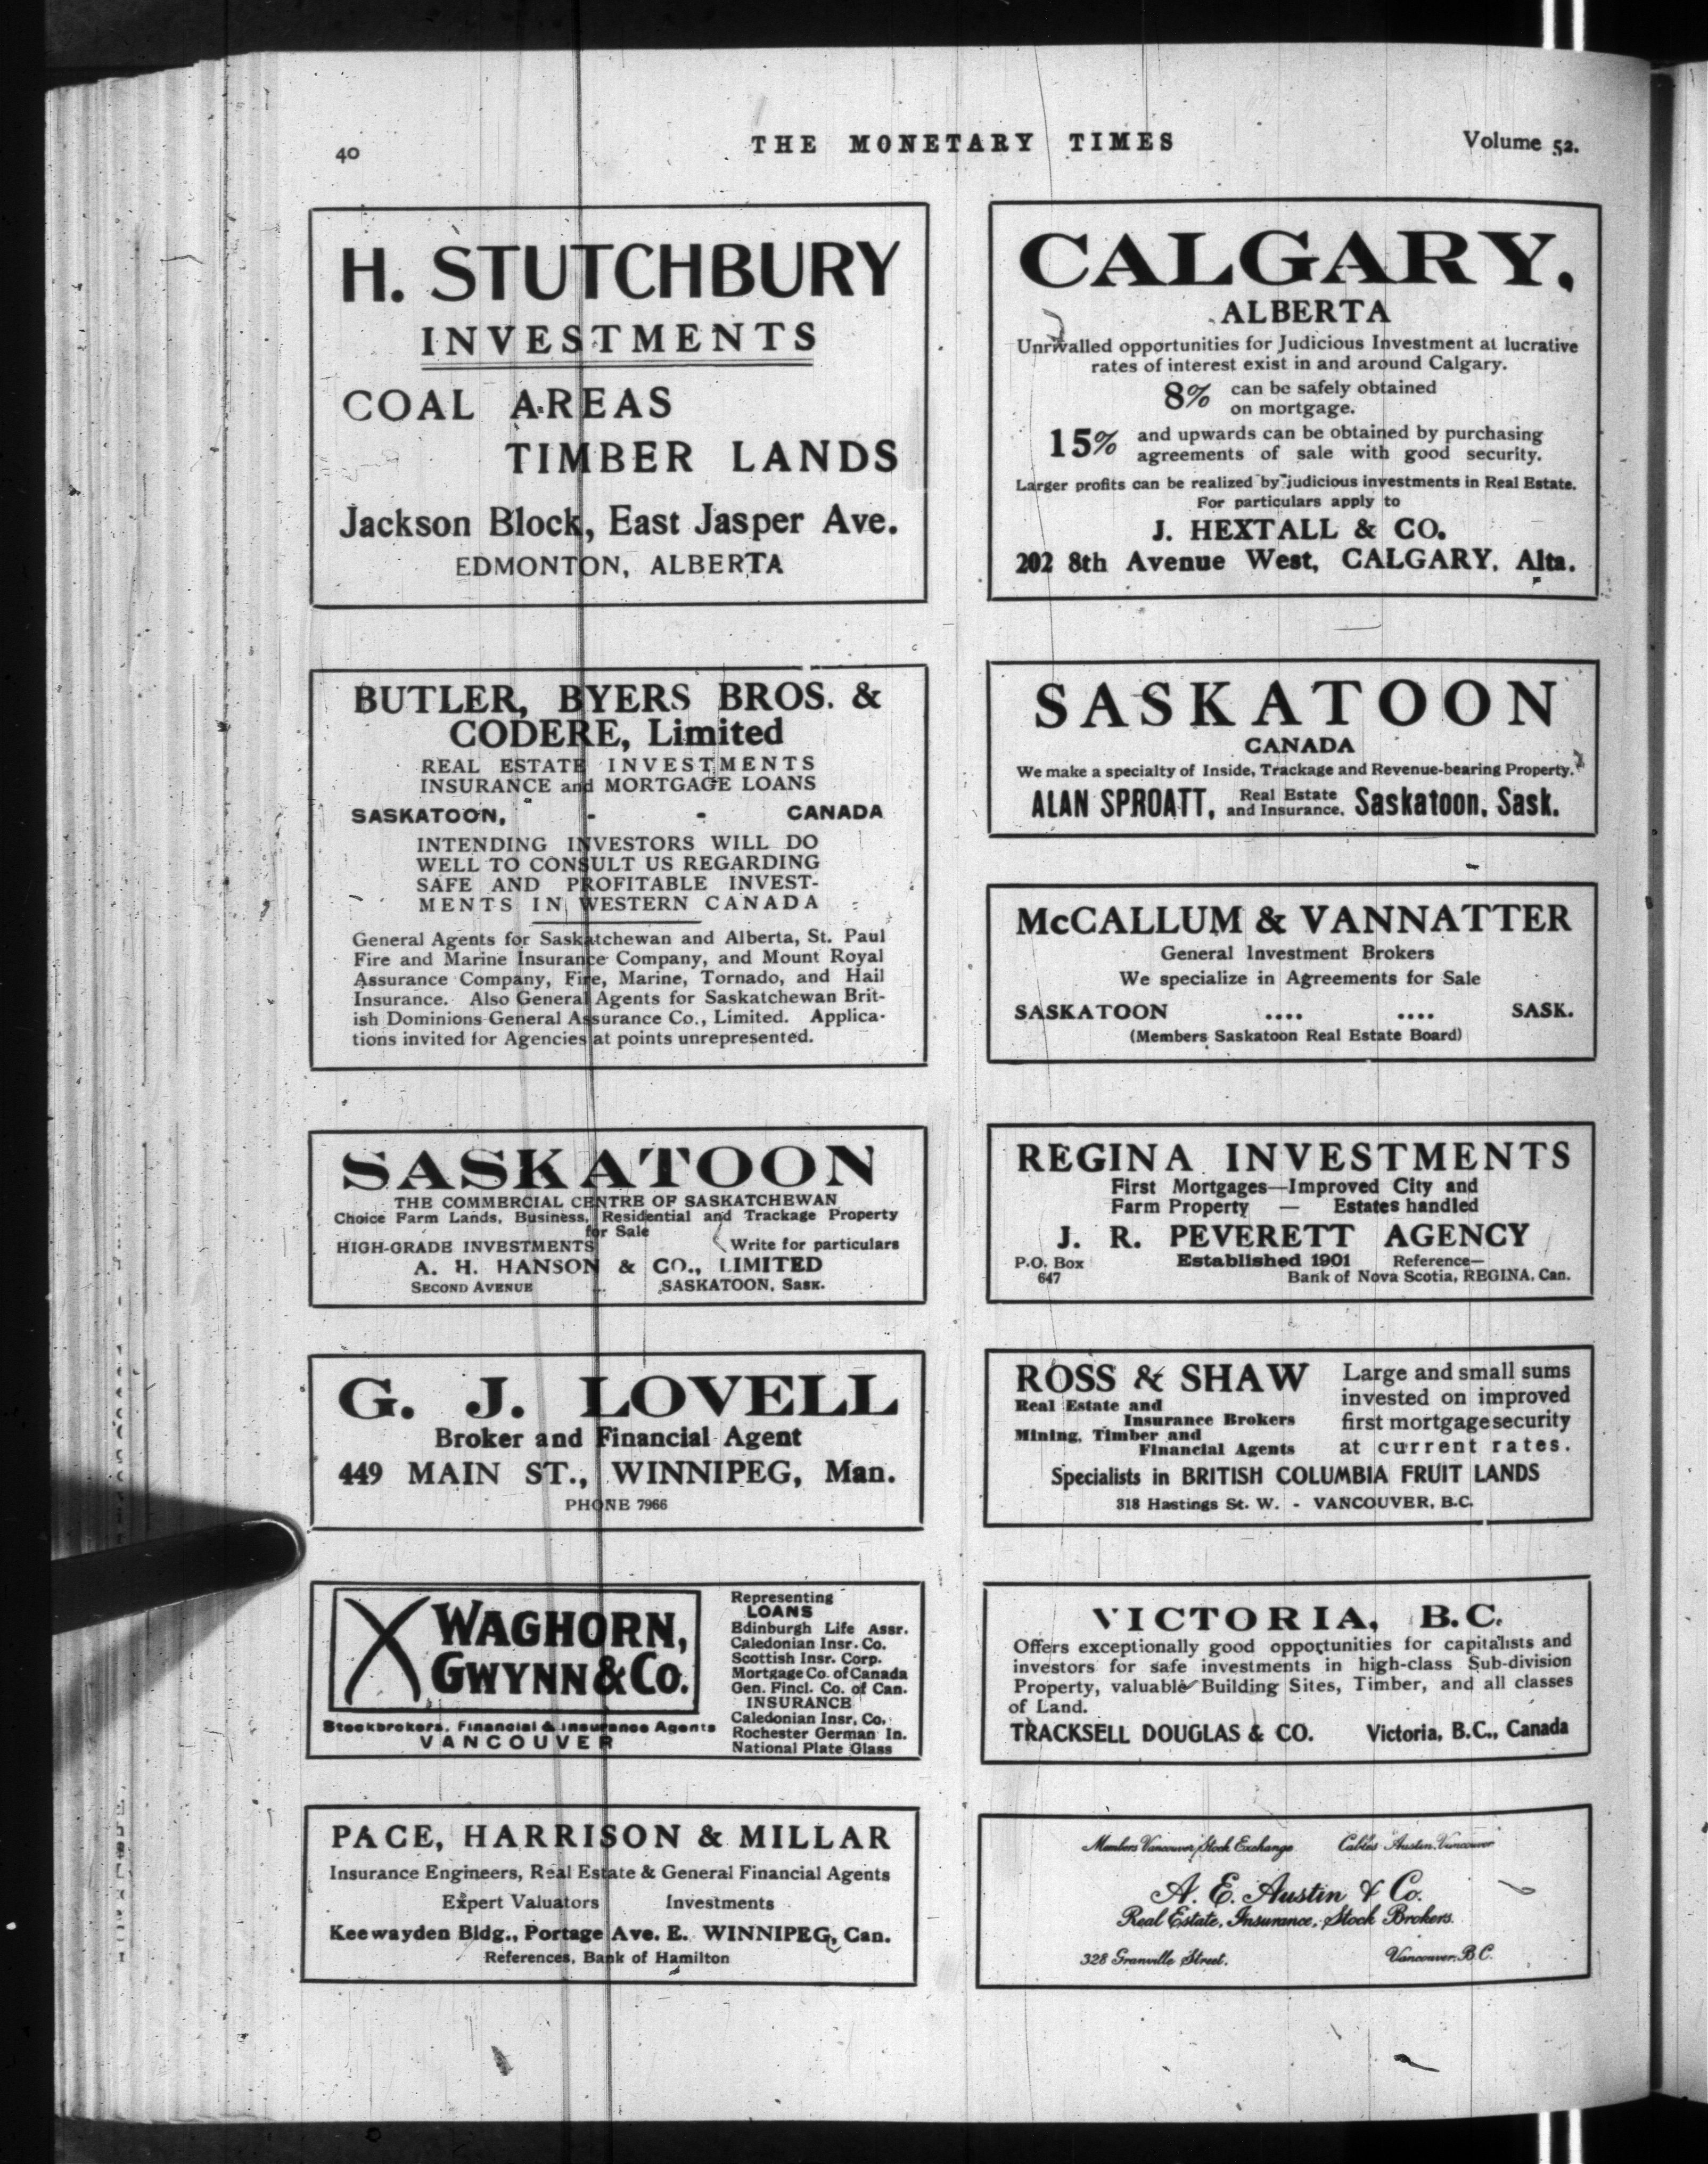 40
THE MONETARY TIMES
Volume 52.
H. STUTCHBURY
INVESTMENTS
COAL AREAS
TIMBER LANDS
Jackson Block, East Jasper Ave.
EDMONTON, ALBERTA
BUTLER, BYERS BROS. &
CODERE, Limited
REAL ESTATE INVESTMENTS
INSURANCE and MORTGAGE LOANS
SASKATOON, - - CANADA
INTENDING INVESTORS WILL DO
WELL TO CONSULT US REGARDING
SAFE AND PROFITABLE INVEST-
MENTS IN WESTERN CANADA
General Agents for Saskatchewan and Alberta, St. Paul
Fire and Marine Insurance Company, and Mount Royal
Assurance Company, Fire, Marine, Tornado, and Hail
Insurance. Also General Agents for Saskatchewan Brit-
ish Dominions General Assurance Co., Limited. Applica-
tions invited for Agencies at points unrepresented.
SASKATOON
THE COMMERCIAL CENTRE OF SASKATCHEWAN
Choice Farm Lands, Business, Residential and Trackage Property
for Sale
HIGH-GRADE INVESTMENTS Write for particulars
A. H. HANSON & CO., LIMITED
SECOND AVENUE SASKATOON, SASK.
G. J. LOVELL
Broker and Financial Agent
449 MAIN ST., WINNIPEG, Man.
PHONE 7966
WAGHORN,
GWYNN & CO.
Stockbrokers, Financial & Insurance Agents
VANCOUVER
Representing
LOANS
Edinburgh Life Assr.
Caledonian Insr. Co.
Scottish Insr. Corp.
Mortgage Co. of Canada
Gen. Fincl. Co. of Can.
INSURANCE
Caledonian Insr. Co.
Rochester German In.
National Plate Glass
PACE, HARRISON & MILLAR
Insurance Engineers, Real Estate & General Financial Agents
Expert Valuators Investments
Keewayden Bldg., Portage Ave. E. WINNIPEG, Can.
References, Bank of Hamilton
CALGARY,
ALBERTA
Unrivalled opportunities for Judicious Investment at lucrative
rates of interest exist in and around Calgary.
8% can be safely obtained
on mortgage.
15% and upwards can be obtained by purchasing
agreements of sale with good security.
Larger profits can be realized by judicious investments in Real Estate.
For particulars apply to
J. HEXTALL & CO.
202 8th Avenue West, CALGARY, Alta.
SASKATOON
CANADA
We make a specialty of Inside, Trackage and Revenue-bearing Property.
ALAN SPROATT, Real Estate and Insurance, Saskatoon, Sask.
McCALLUM & VANNATTER
General Investment Brokers
We specialize in Agreements for Sale
SASKATOON .... .... SASK.
(Members Saskatoon Real Estate Board)
REGINA INVESTMENTS
First Mortgages—Improved City and
Farm Property — Estates handled
J. R. PEVERETT AGENCY
P.O. Box Established 1901 Reference—
647 Bank of Nova Scotia, REGINA, Can.
ROSS & SHAW
Real Estate and
Insurance Brokers
Mining, Timber and
Financial Agents
Large and small sums
invested on improved
first mortgage security
at current rates.
Specialists in BRITISH COLUMBIA FRUIT LANDS
318 Hastings St. W. - VANCOUVER, B.C.
VICTORIA, B.C.
Offers exceptionally good opportunities for capitalists and
investors for safe investments in high-class Sub-division
Property, valuable Building Sites, Timber, and all classes
of Land.
TRACKSELL DOUGLAS & CO. Victoria, B.C., Canada
Members Vancouver Stock Exchange Cables Austin, Vancouver
A. E. Austin & Co.
Real Estate, Insurance, Stock Brokers.
328 Granville Street. Vancouver, B.C.